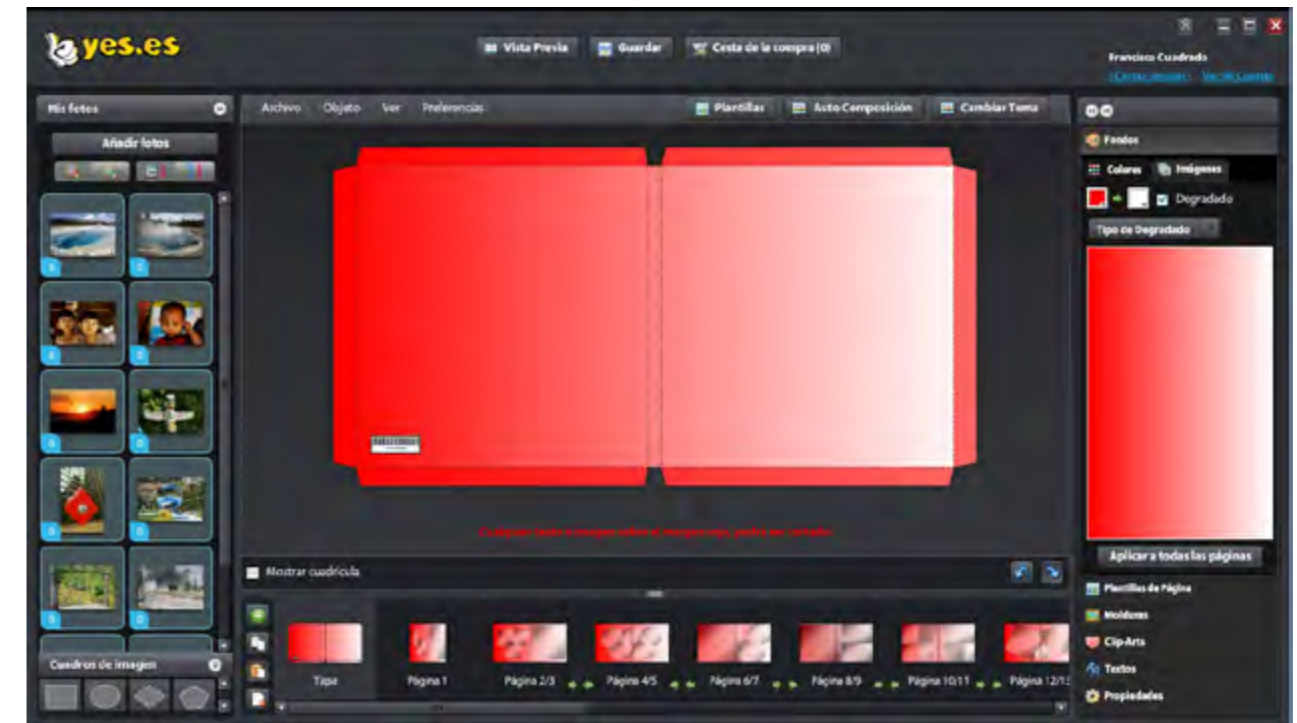 yes.es
Vista Previa
Guardar
Cesta de la compra (0)
Francisco Cuadrado
Mis fotos
Añadir fotos
Archivo
Objeto
Ver
Preferencias
Plantillas
Auto Composición
Cambiar Tema
Fondos
Colores
Imágenes
Degradado
Tipo de Degradado
Aplicar a todas las páginas
Plantillas de Página
Molduras
Clip-Arts
Textos
Propiedades
Mostrar cuadrícula
Tapa
Página 1
Página 2/3
Página 4/5
Página 6/7
Página 8/9
Página 10/11
Página 12/13
Cuadros de imagen